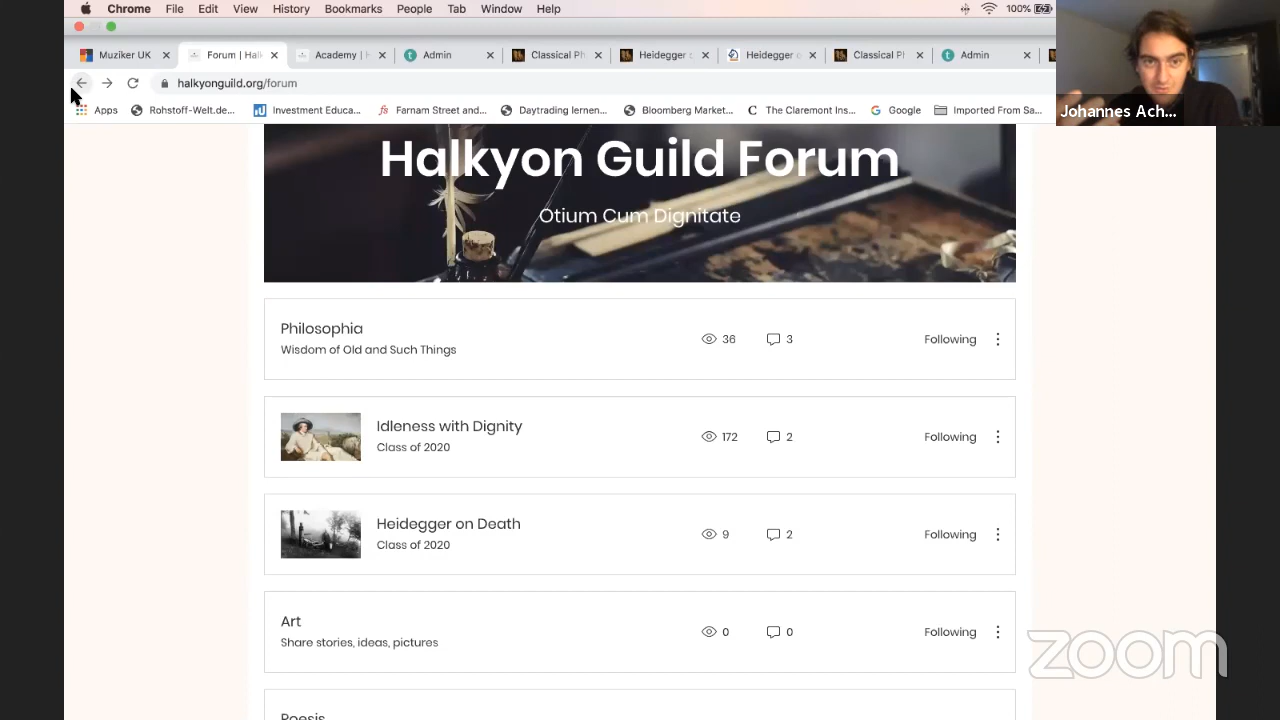 Chrome File Edit View History Bookmarks People Tab Window Help 100%
Muziker UK Forum | Hal Academy | H Admin Classical Ph Heidegger Heidegger Classical Ph Admin
halkyonguild.org/forum
Apps Rohstoff-Welt.de... Investment Educa... Farnam Street and... Daytrading lernen... Bloomberg Market... The Claremont Ins... Google Imported From Sa...
Johannes Ach...
Halkyon Guild Forum
Otium Cum Dignitate
Philosophia
Wisdom of Old and Such Things
36 3 Following
Idleness with Dignity
Class of 2020
172 2 Following
Heidegger on Death
Class of 2020
9 2 Following
Art
Share stories, ideas, pictures
0 0 Following
Poesis
zoom